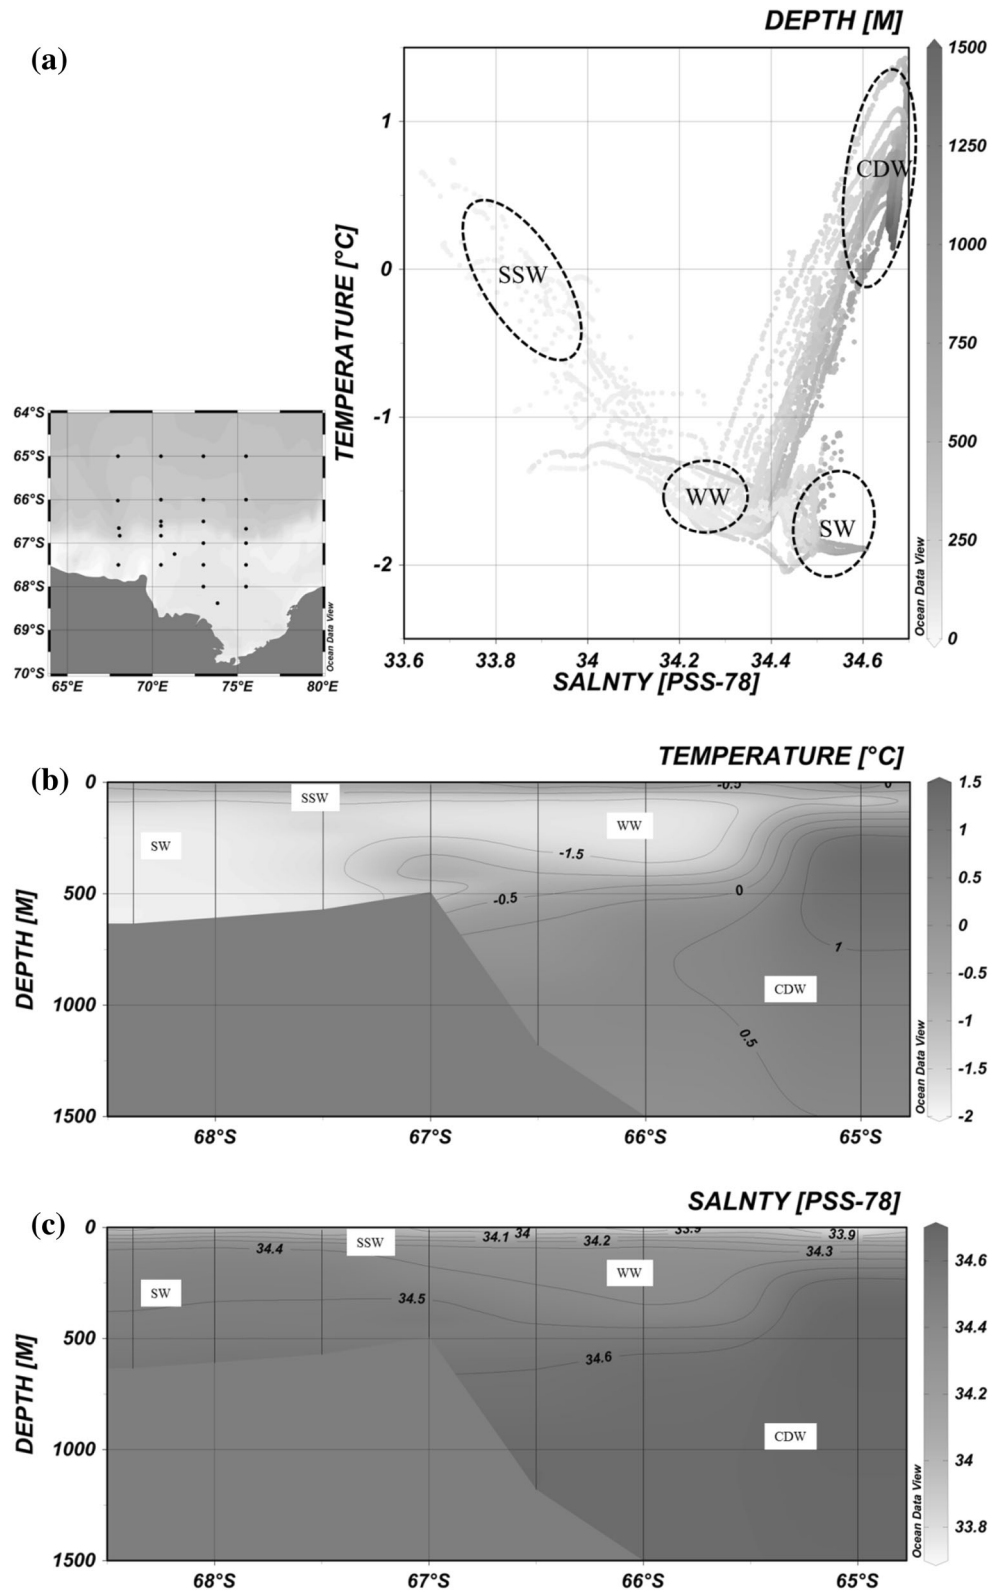 (a)
DEPTH [M]
1500
1250
1000
750
500
250
0
1
0
-1
-2
TEMPERATURE [°C]
33.6 33.8 34 34.2 34.4 34.6
SALNTY [PSS-78]
SSW
WW
SW
CDW
Ocean Data View
64°S
65°S
66°S
67°S
68°S
69°S
70°S
65°E 70°E 75°E 80°E
Ocean Data View
(b)
TEMPERATURE [°C]
0
500
1000
1500
DEPTH [M]
SSW
SW
WW
CDW
-0.5
0
-1.5
-0.5
0
1
0.5
68°S 67°S 66°S 65°S
1.5
1
0.5
0
-0.5
-1
-1.5
-2
Ocean Data View
(c)
SALNTY [PSS-78]
0
500
1000
1500
DEPTH [M]
SSW
SW
WW
CDW
34.4
34.1
34
34.2
33.9
33.9
34.3
34.5
34.6
68°S 67°S 66°S 65°S
34.6
34.4
34.2
34
33.8
Ocean Data View